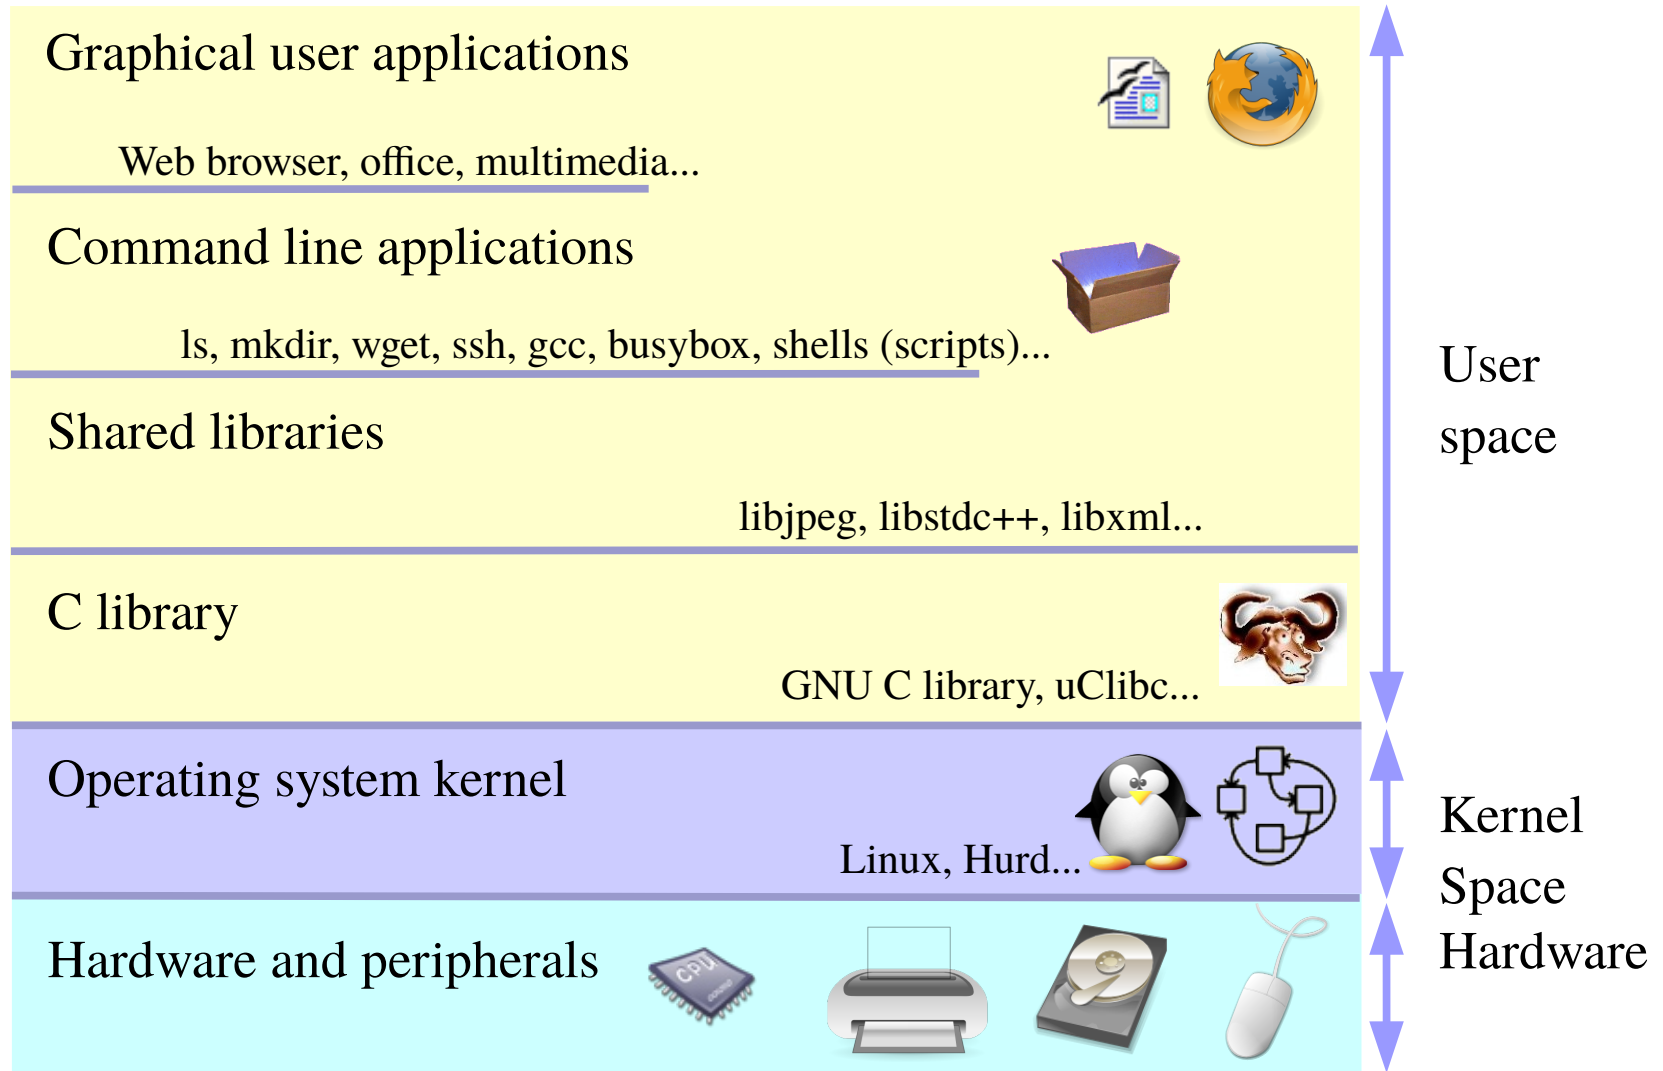 Graphical user applications
Web browser, office, multimedia...
Command line applications
ls, mkdir, wget, ssh, gcc, busybox, shells (scripts)...
Shared libraries
libjpeg, libstdc++, libxml...
C library
GNU C library, uClibc...
Operating system kernel
Linux, Hurd...
Hardware and peripherals
CPU
User
space
Kernel
Space
Hardware